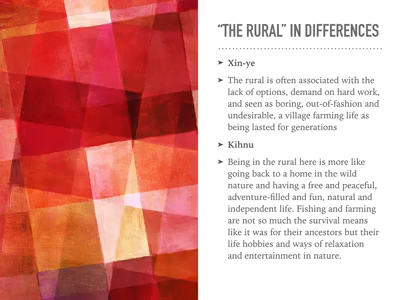 “THE RURAL” IN DIFFERENCES
➤ Xin-ye
➤ The rural is often associated with the
lack of options, demand on hard work,
and seen as boring, out-of-fashion and
undesirable, a village farming life as
being lasted for generations
➤ Kihnu
➤ Being in the rural here is more like
going back to a home in the wild
nature and having a free and peaceful,
adventure-filled and fun, natural and
independent life. Fishing and farming
are not so much the survival means
like it was for their ancestors but their
life hobbies and ways of relaxation
and entertainment in nature.